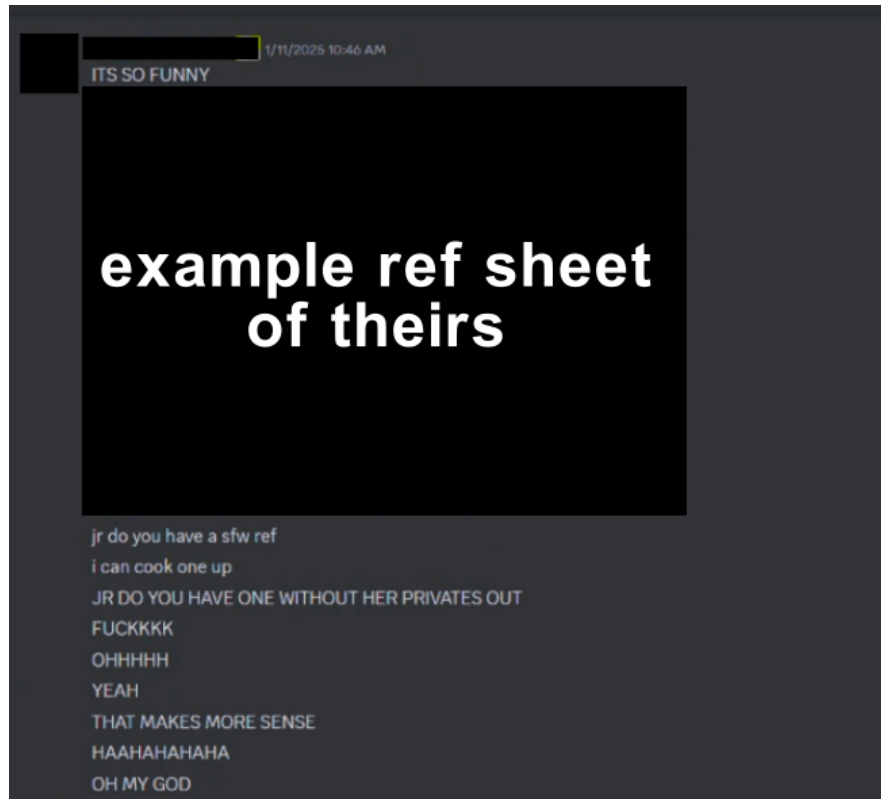 1/11/2025 10:46 AM
ITS SO FUNNY
example ref sheet
of theirs
jr do you have a sfw ref
i can cook one up
JR DO YOU HAVE ONE WITHOUT HER PRIVATES OUT
FUCKKKK
OHHHHH
YEAH
THAT MAKES MORE SENSE
HAAHAHAHAHA
OH MY GOD